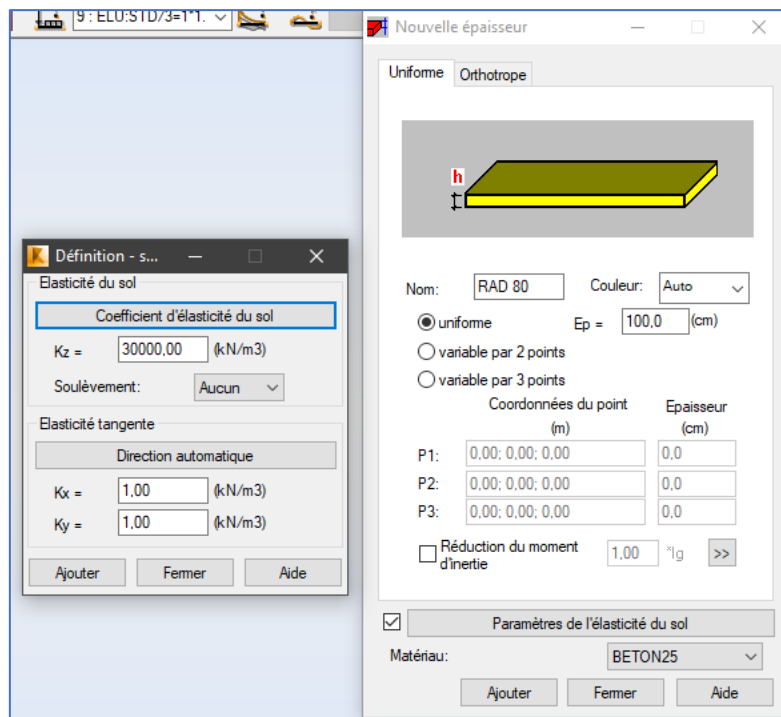 9 : ELU:STD/3=1*1.
Nouvelle épaisseur
Uniforme
Orthotrope
h
Nom:
RAD 80
Couleur:
Auto
uniforme
Ep =
100,0
(cm)
variable par 2 points
variable par 3 points
Coordonnées du point
(m)
Epaisseur
(cm)
P1:
0,00; 0,00; 0,00
0,0
P2:
0,00; 0,00; 0,00
0,0
P3:
0,00; 0,00; 0,00
0,0
Réduction du moment
d'inertie
1,00
*Ig
>>
Paramètres de l'élasticité du sol
Matériau:
BETON25
Ajouter
Fermer
Aide
Définition - s...
Elasticité du sol
Coefficient d'élasticité du sol
Kz =
30000,00
(kN/m3)
Soulèvement:
Aucun
Elasticité tangente
Direction automatique
Kx =
1,00
(kN/m3)
Ky =
1,00
(kN/m3)
Ajouter
Fermer
Aide